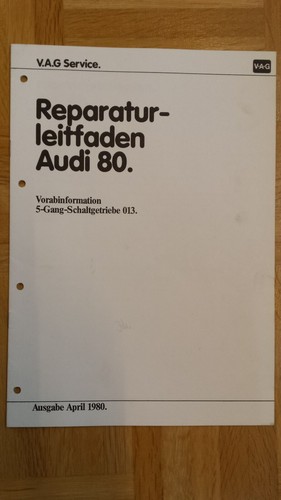 V.A.G Service.
V·A·G
Reparatur-
leitfaden
Audi 80.
Vorabinformation
5-Gang-Schaltgetriebe 013.
Ausgabe April 1980.